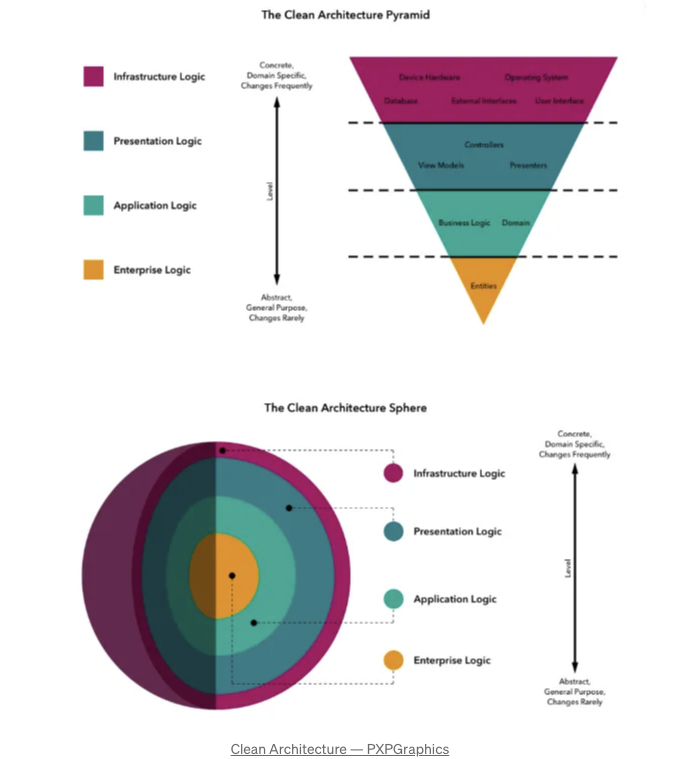 The Clean Architecture Pyramid
Infrastructure Logic
Presentation Logic
Application Logic
Enterprise Logic
Concrete,
Domain Specific,
Changes Frequently
Level
Abstract,
General Purpose,
Changes Rarely
Device Hardware
Operating System
Database
External Interfaces
User Interface
Controllers
View Models
Presenters
Business Logic
Domain
Entities
The Clean Architecture Sphere
Infrastructure Logic
Presentation Logic
Application Logic
Enterprise Logic
Concrete,
Domain Specific,
Changes Frequently
Level
Abstract,
General Purpose,
Changes Rarely
Clean Architecture — PXPGraphics